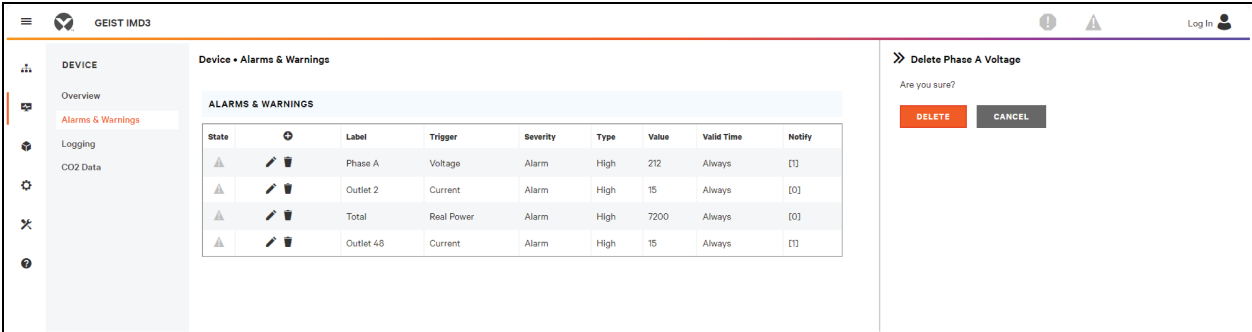 GEIST IMD3
Log In
DEVICE
Overview
Alarms & Warnings
Logging
CO2 Data
Device • Alarms & Warnings
ALARMS & WARNINGS
State Label Trigger Severity Type Value Valid Time Notify
Phase A Voltage Alarm High 212 Always [1]
Outlet 2 Current Alarm High 15 Always [0]
Total Real Power Alarm High 7200 Always [0]
Outlet 48 Current Alarm High 15 Always [1]
Delete Phase A Voltage
Are you sure?
DELETE CANCEL